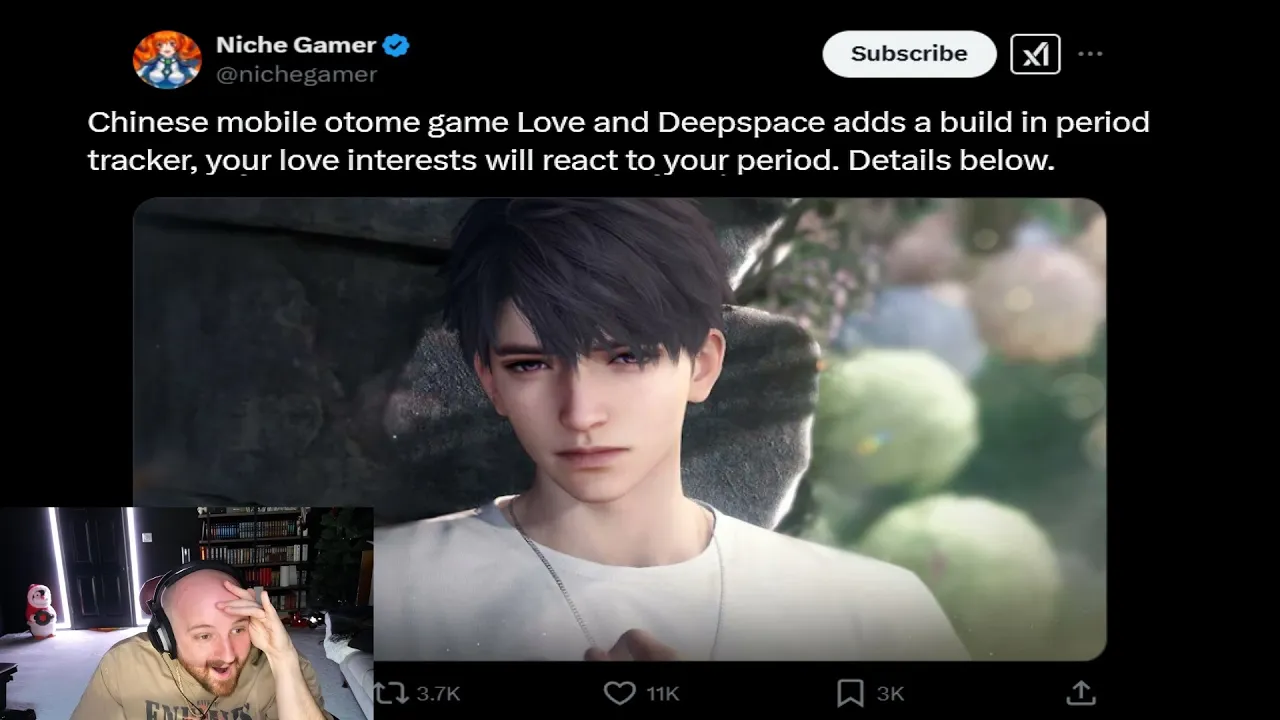 Niche Gamer
@nichegamer
Subscribe
Chinese mobile otome game Love and Deepspace adds a build in period
tracker, your love interests will react to your period. Details below.
3.7K
11K
3K